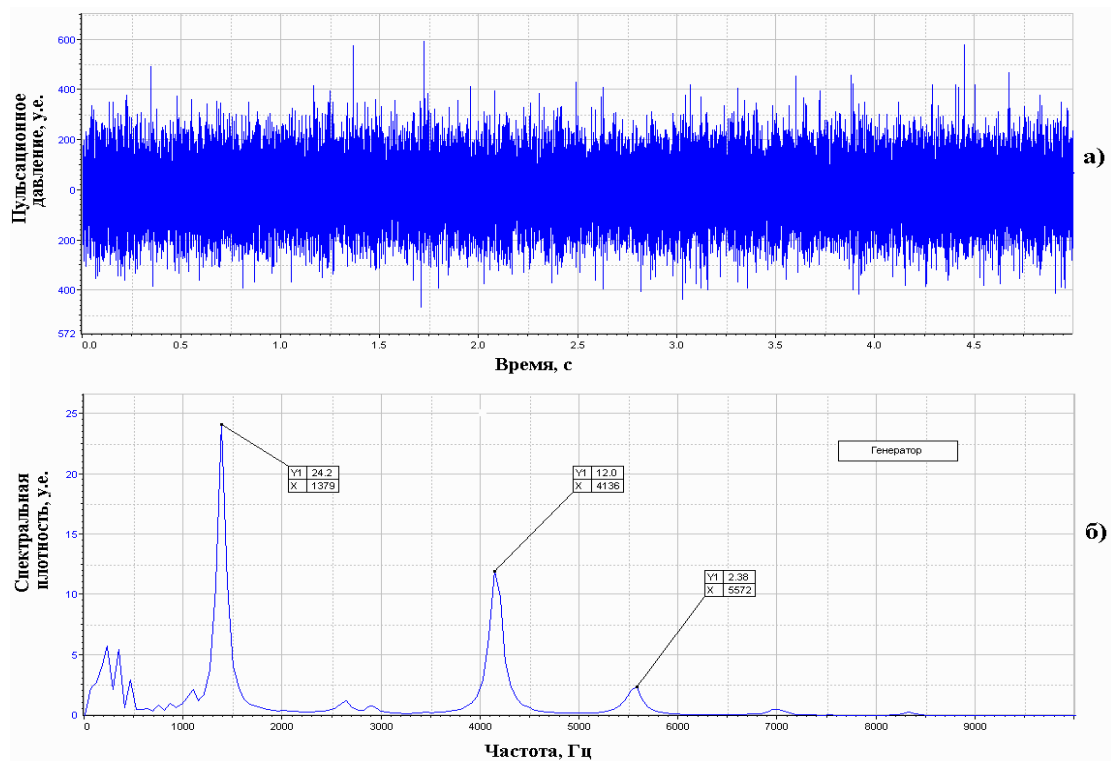 600
400
200
0
200
400
572
Пульсационное
давление, у.е.
0.0 0.5 1.0 1.5 2.0 2.5 3.0 3.5 4.0 4.5
Время, с
а)
25
20
15
10
5
0
Спектральная
плотность, у.е.
Y1 24.2
X 1379
Y1 12.0
X 4136
Y1 2.38
X 5572
Генератор
б)
0 1000 2000 3000 4000 5000 6000 7000 8000 9000
Частота, Гц